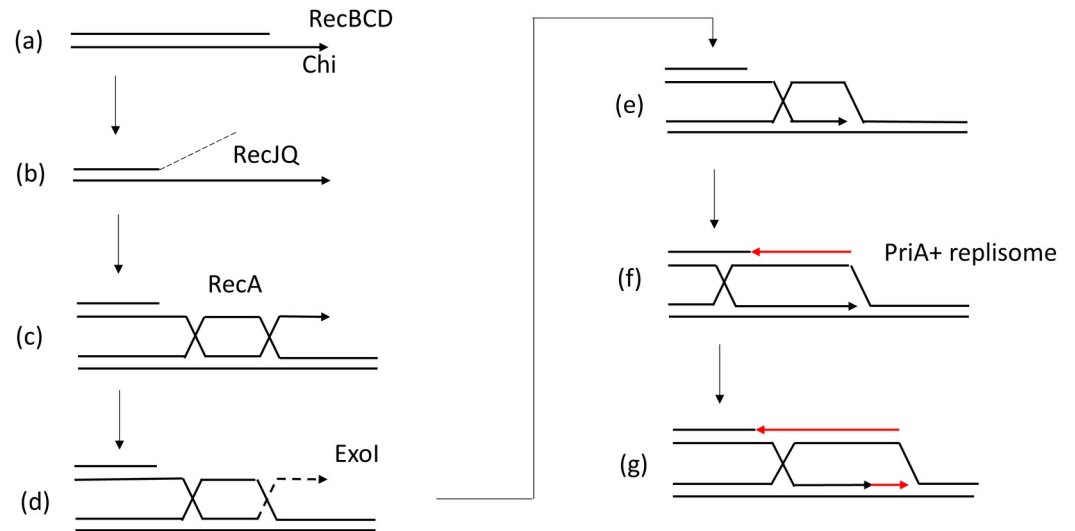 (a)
RecBCD
Chi
(b)
RecJQ
(c)
RecA
(d)
ExoI
(e)
(f)
PriA+ replisome
(g)